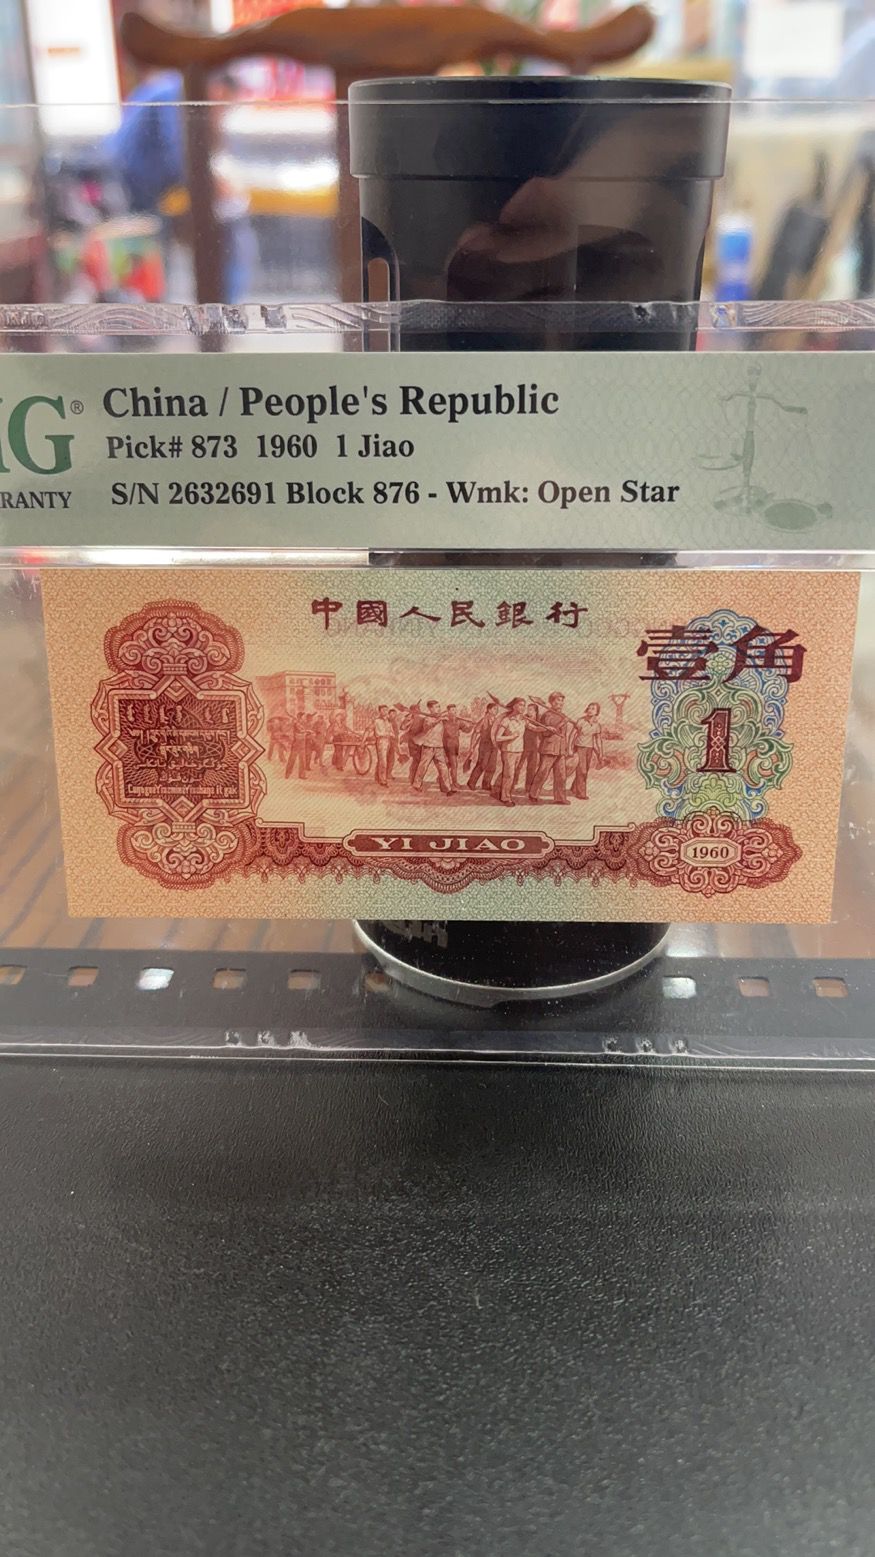 China / People's Republic
G®
Pick# 873 1960 1 Jiao
RANTY
S/N 2632691 Block 876 - Wmk: Open Star
中國人民銀行
壹角
1
YI JIAO
1960